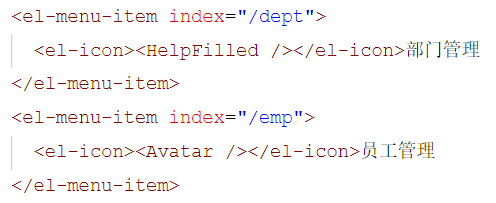 <el-menu-item index="/dept">
<el-icon><HelpFilled /></el-icon>部门管理
</el-menu-item>
<el-menu-item index="/emp">
<el-icon><Avatar /></el-icon>员工管理
</el-menu-item>